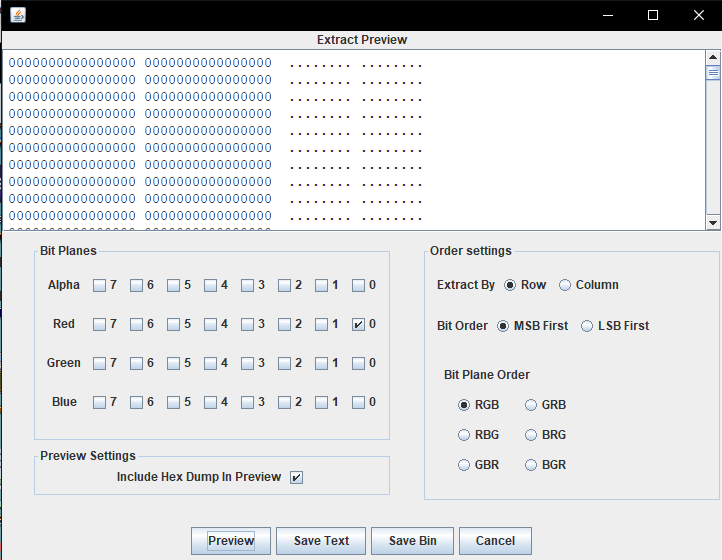 Extract Preview
0000000000000000 0000000000000000 ........ ........
0000000000000000 0000000000000000 ........ ........
0000000000000000 0000000000000000 ........ ........
0000000000000000 0000000000000000 ........ ........
0000000000000000 0000000000000000 ........ ........
0000000000000000 0000000000000000 ........ ........
0000000000000000 0000000000000000 ........ ........
0000000000000000 0000000000000000 ........ ........
0000000000000000 0000000000000000 ........ ........
0000000000000000 0000000000000000 ........ ........
Bit Planes
Alpha 7 6 5 4 3 2 1 0
Red 7 6 5 4 3 2 1 0
Green 7 6 5 4 3 2 1 0
Blue 7 6 5 4 3 2 1 0
Preview Settings
Include Hex Dump In Preview
Order settings
Extract By Row Column
Bit Order MSB First LSB First
Bit Plane Order
RGB GRB
RBG BRG
GBR BGR
Preview Save Text Save Bin Cancel